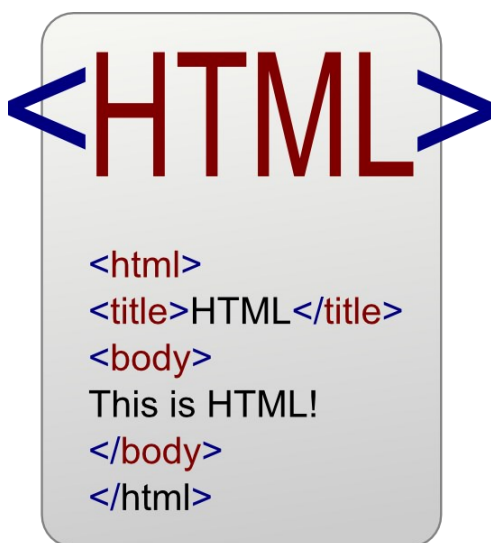 <HTML>
<html>
<title>HTML</title>
<body>
This is HTML!
</body>
</html>